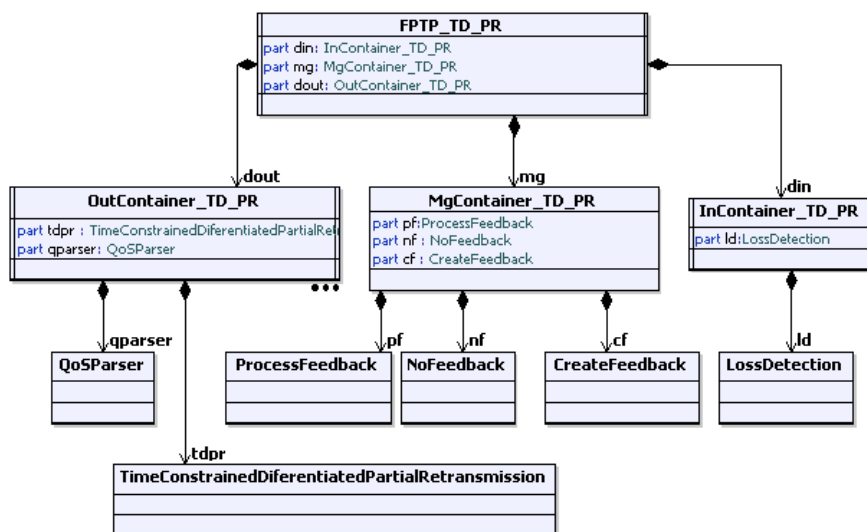 FPTP_TD_PR
part din: InContainer_TD_PR
part mg: MgContainer_TD_PR
part dout: OutContainer_TD_PR
dout
mg
din
OutContainer_TD_PR
part tdpr : TimeConstrainedDiferentiatedPartialRet
part qparser: QoSParser
MgContainer_TD_PR
part pf:ProcessFeedback
part nf : NoFeedback
part cf : CreateFeedback
InContainer_TD_PR
part ld:LossDetection
qparser
pf
nf
cf
ld
QoSParser
ProcessFeedback
NoFeedback
CreateFeedback
LossDetection
tdpr
TimeConstrainedDiferentiatedPartialRetransmission